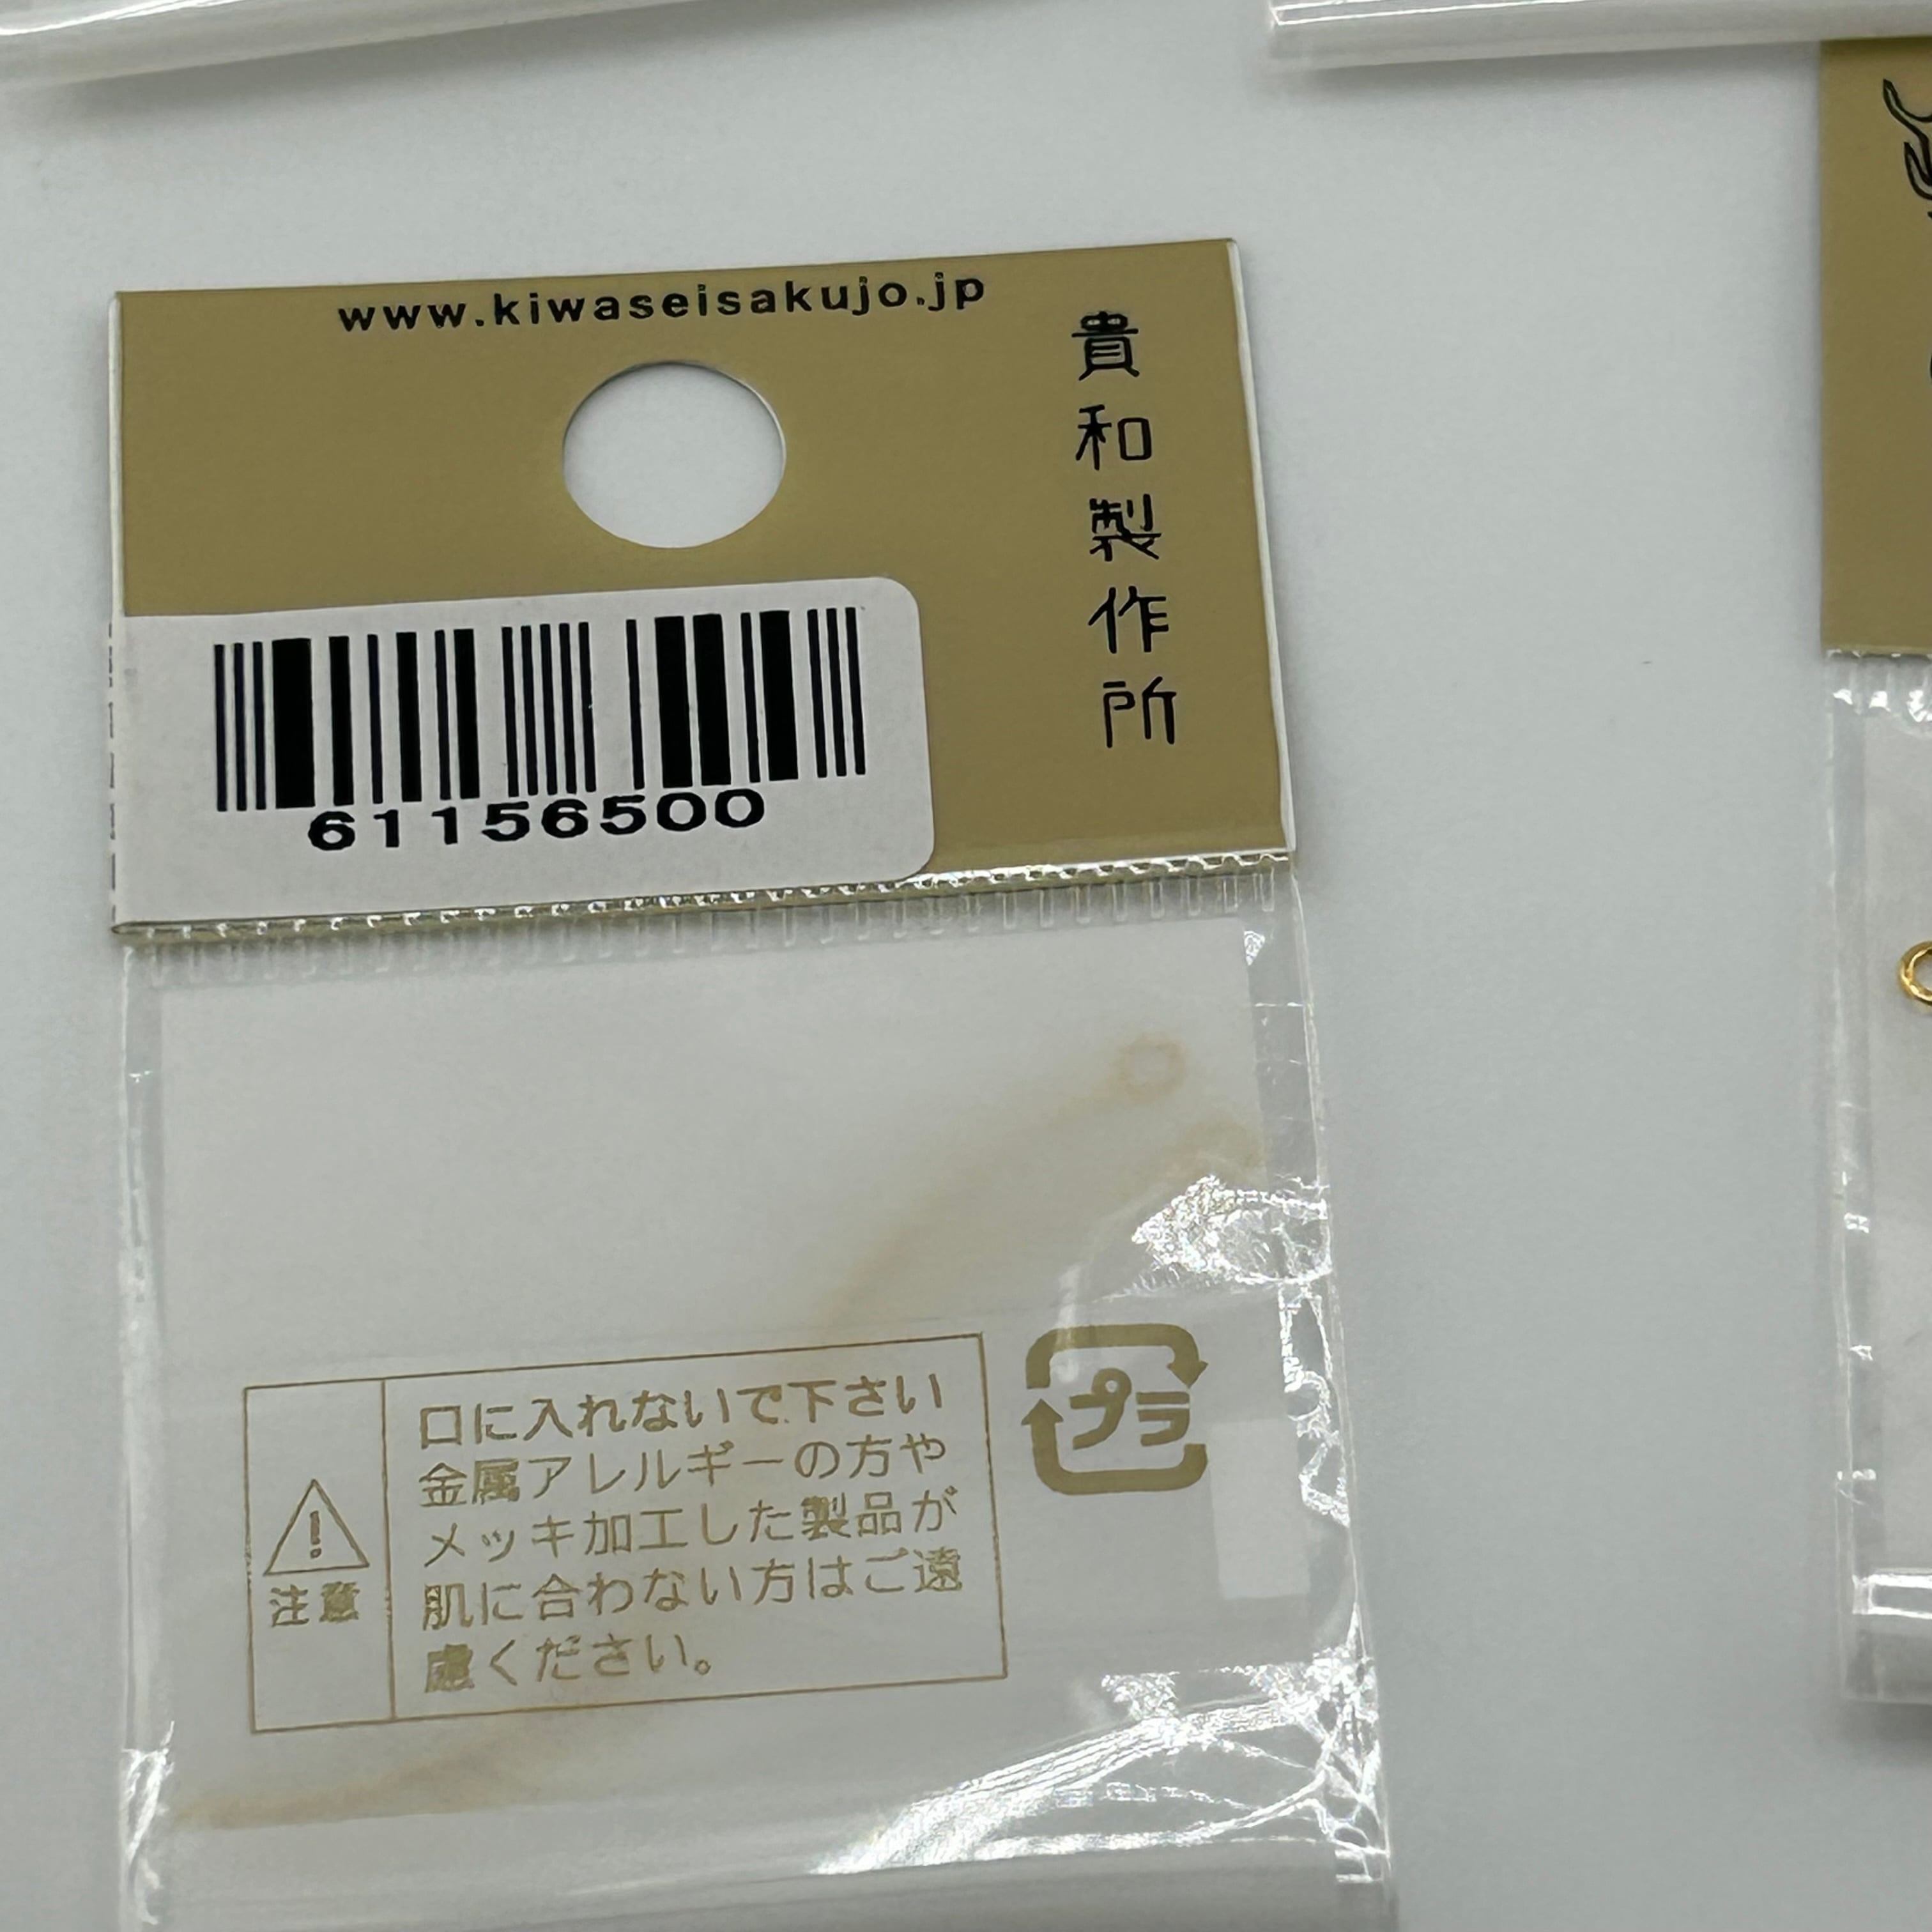 www.kiwaseisakujo.jp
貴和製作所
61156500
口に入れないで下さい
金属アレルギーの方や
メッキ加工した製品が
肌に合わない方はご遠
慮ください。
注意
プラ